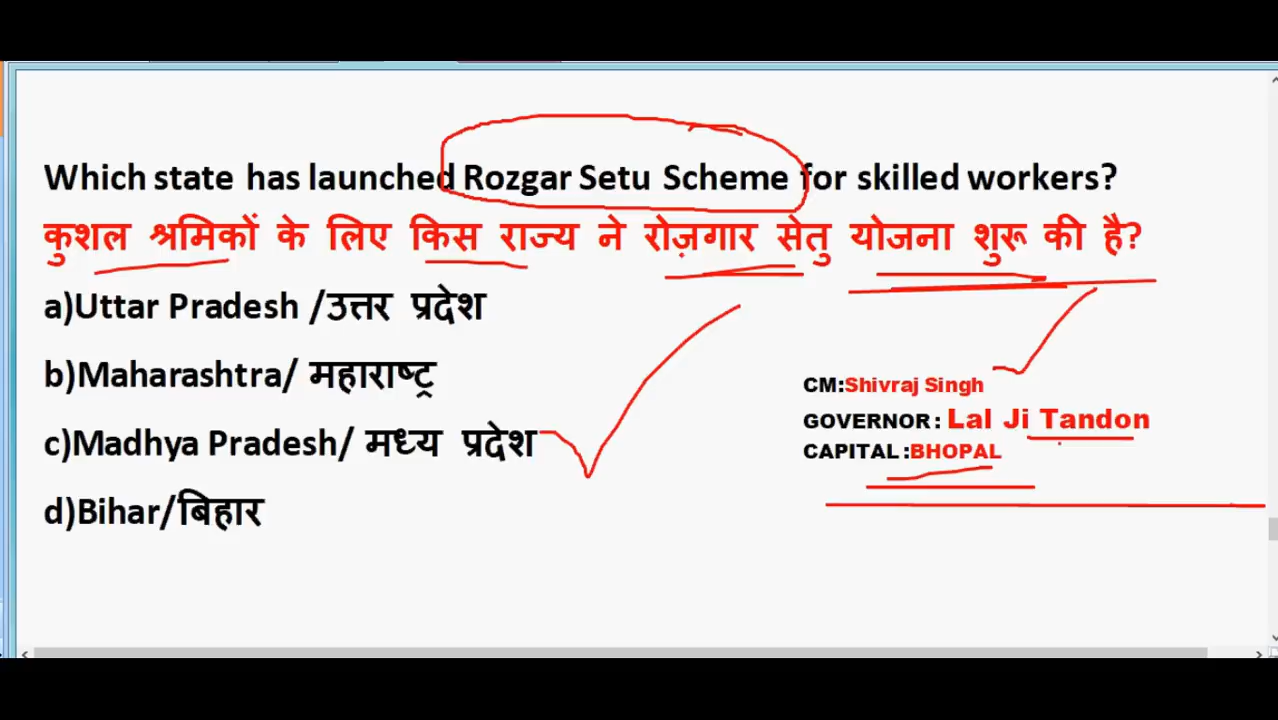 Which state has launched Rozgar Setu Scheme for skilled workers?
कुशल श्रमिकों के लिए किस राज्य ने रोज़गार सेतु योजना शुरू की है?
a)Uttar Pradesh /उत्तर प्रदेश
b)Maharashtra/ महाराष्ट्र
c)Madhya Pradesh/ मध्य प्रदेश
d)Bihar/बिहार
CM:Shivraj Singh
GOVERNOR: Lal Ji Tandon
CAPITAL :BHOPAL